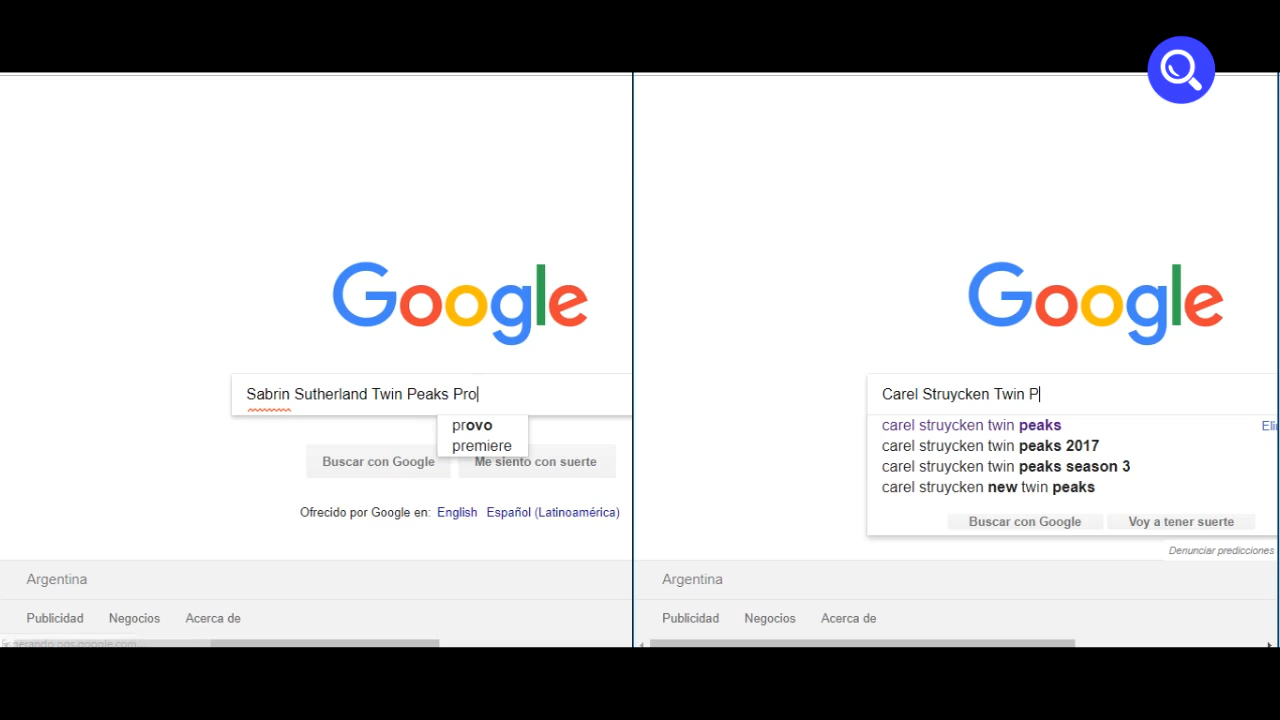 Google
Sabrin Sutherland Twin Peaks Pro
provo
premiere
Buscar con Google
Me siento con suerte
Ofrecido por Google en: English Español (Latinoamérica)
Argentina
Publicidad Negocios Acerca de
Google
Carel Struycken Twin P
carel struycken twin peaks
carel struycken twin peaks 2017
carel struycken twin peaks season 3
carel struycken new twin peaks
Buscar con Google
Voy a tener suerte
Denunciar predicciones
Argentina
Publicidad Negocios Acerca de